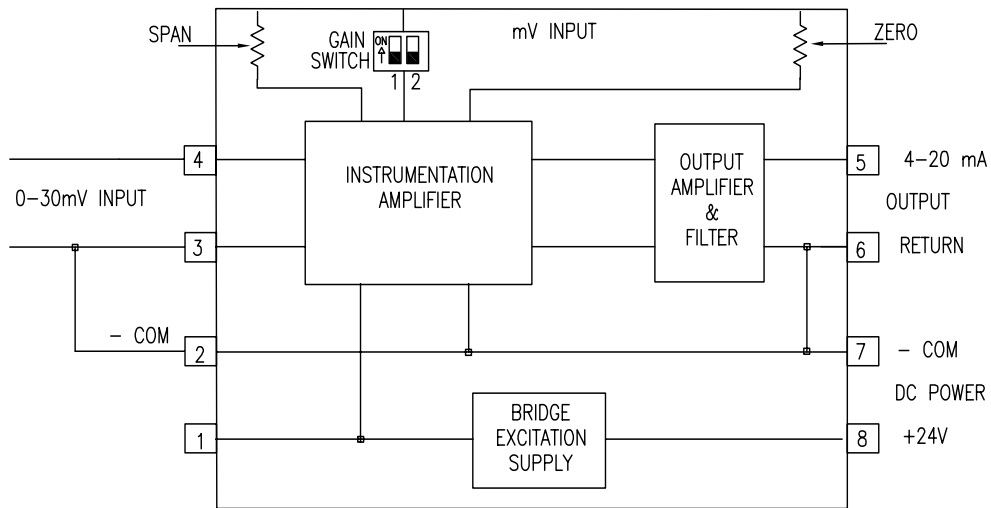 SPAN
GAIN
SWITCH
ON
1 2
mV INPUT
ZERO
4
INSTRUMENTATION
AMPLIFIER
OUTPUT
AMPLIFIER
&
FILTER
5
4-20 mA
0-30mV INPUT
OUTPUT
3
6
RETURN
- COM
2
7
- COM
DC POWER
1
BRIDGE
EXCITATION
SUPPLY
8
+24V